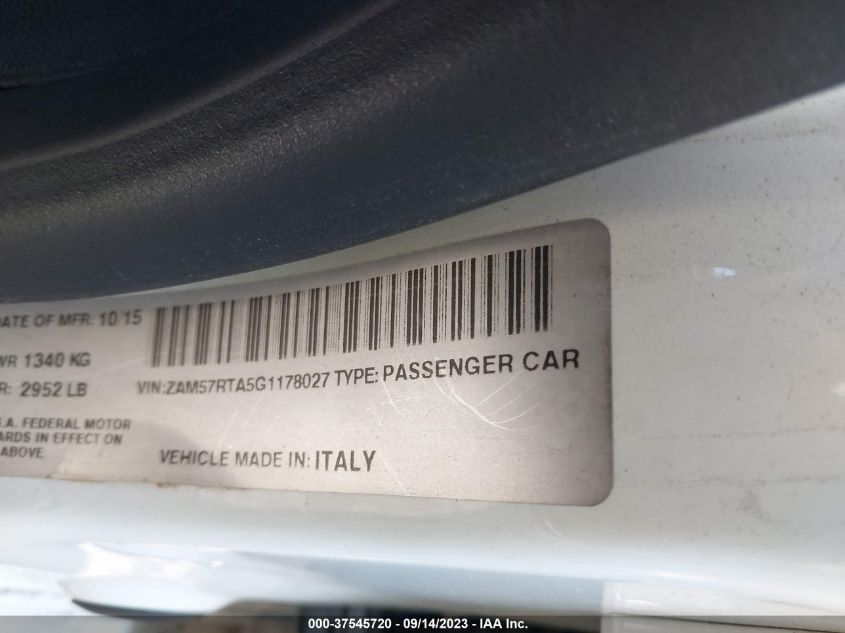 DATE OF MFR: 10 15
WR 1340 KG
R: 2952 LB
VIN:ZAM57RTA5G1178027 TYPE: PASSENGER CAR
S.A. FEDERAL MOTOR
ARDS IN EFFECT ON
ABOVE
VEHICLE MADE IN: ITALY
000-37545720 - 09/14/2023 - IAA Inc.